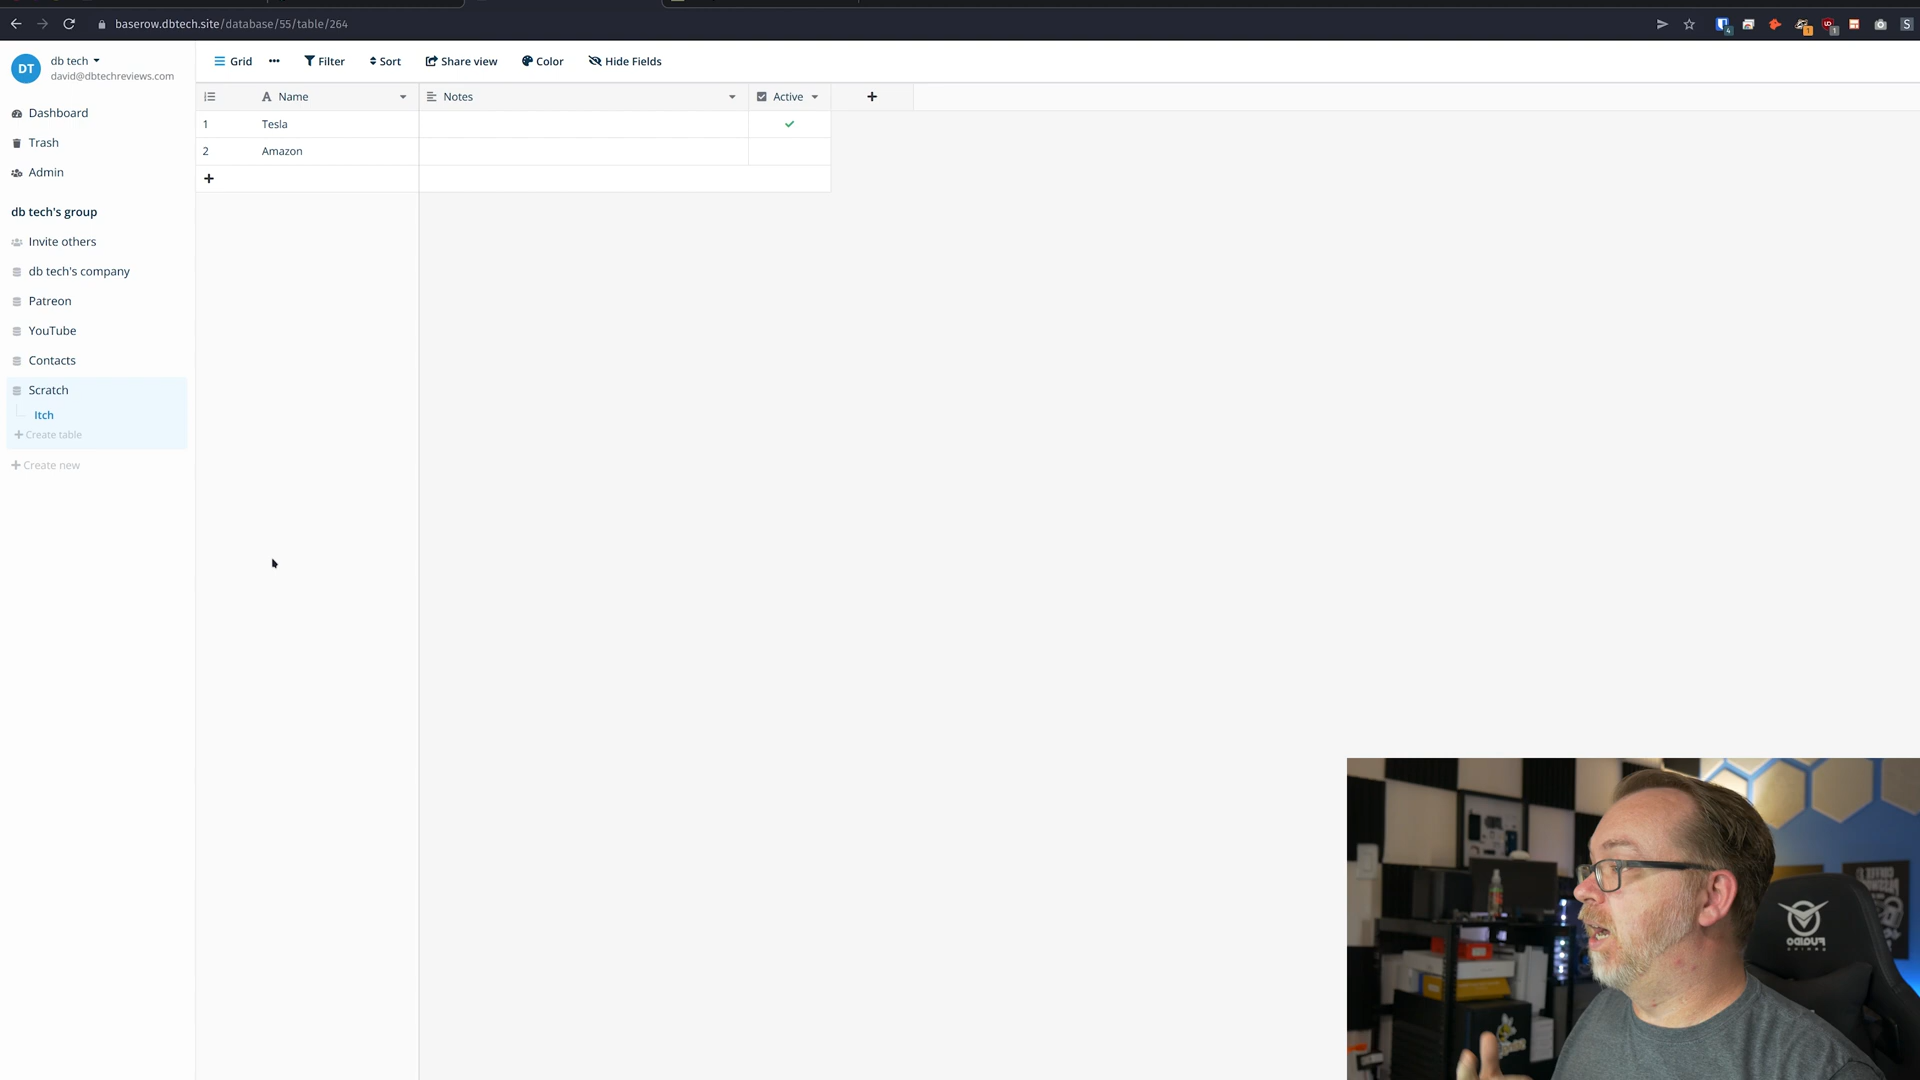 baserow.dbtech.site/database/55/table/264
DT
db tech
david@dbtechreviews.com
Grid
Filter
Sort
Share view
Color
Hide Fields
Name
Notes
Active
1
Tesla
2
Amazon
Dashboard
Trash
Admin
db tech's group
Invite others
db tech's company
Patreon
YouTube
Contacts
Scratch
Itch
Create table
Create new